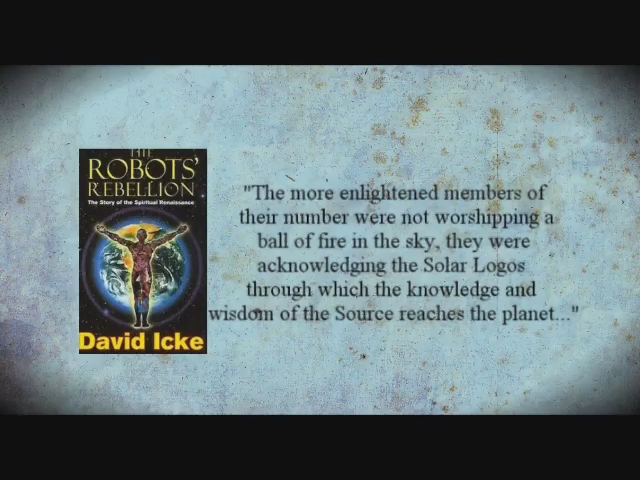 THE
ROBOTS'
REBELLION
The Story of the Spiritual Renaissance
David Icke
"The more enlightened members of
their number were not worshipping a
ball of fire in the sky, they were
acknowledging the Solar Logos
through which the knowledge and
wisdom of the Source reaches the planet..."